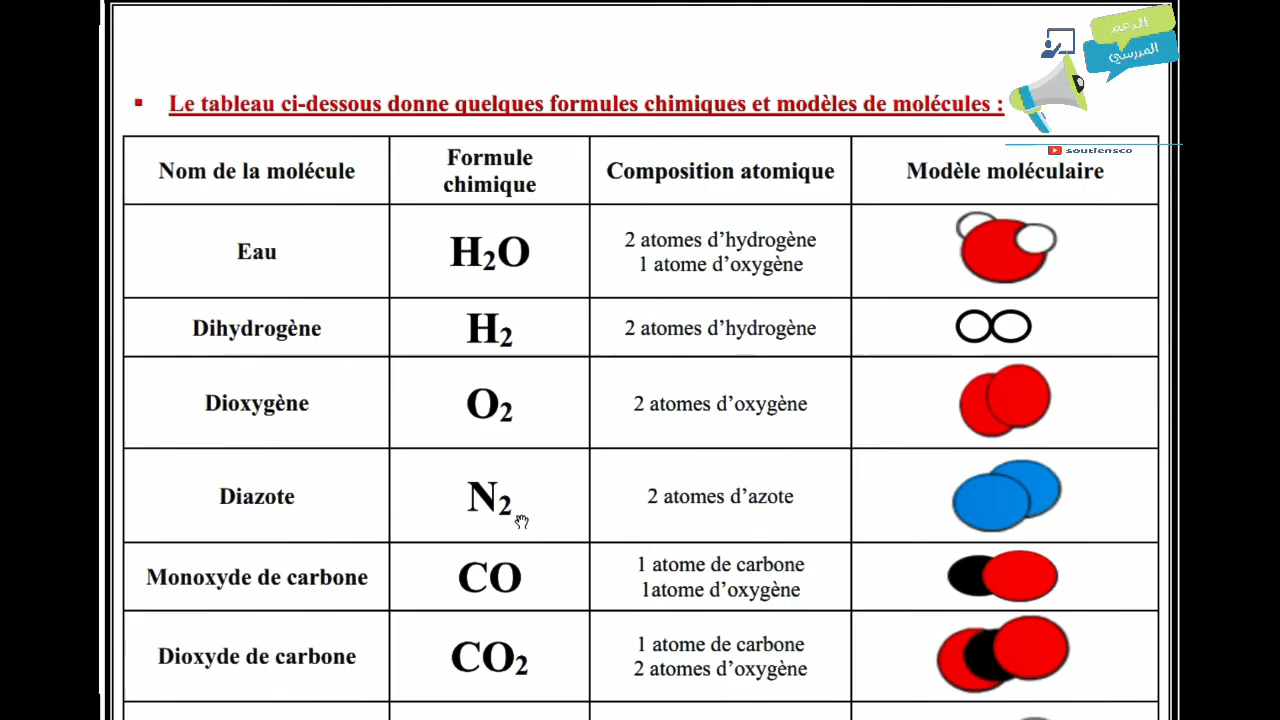 الدعم
المدرسي
Le tableau ci-dessous donne quelques formules chimiques et modèles de molécules :
soutiensco
Nom de la molécule
Formule
chimique
Composition atomique
Modèle moléculaire
Eau
H₂O
2 atomes d’hydrogène
1 atome d’oxygène
Dihydrogène
H₂
2 atomes d’hydrogène
Dioxygène
O₂
2 atomes d’oxygène
Diazote
N₂
2 atomes d’azote
Monoxyde de carbone
CO
1 atome de carbone
1atome d’oxygène
Dioxyde de carbone
CO₂
1 atome de carbone
2 atomes d’oxygène